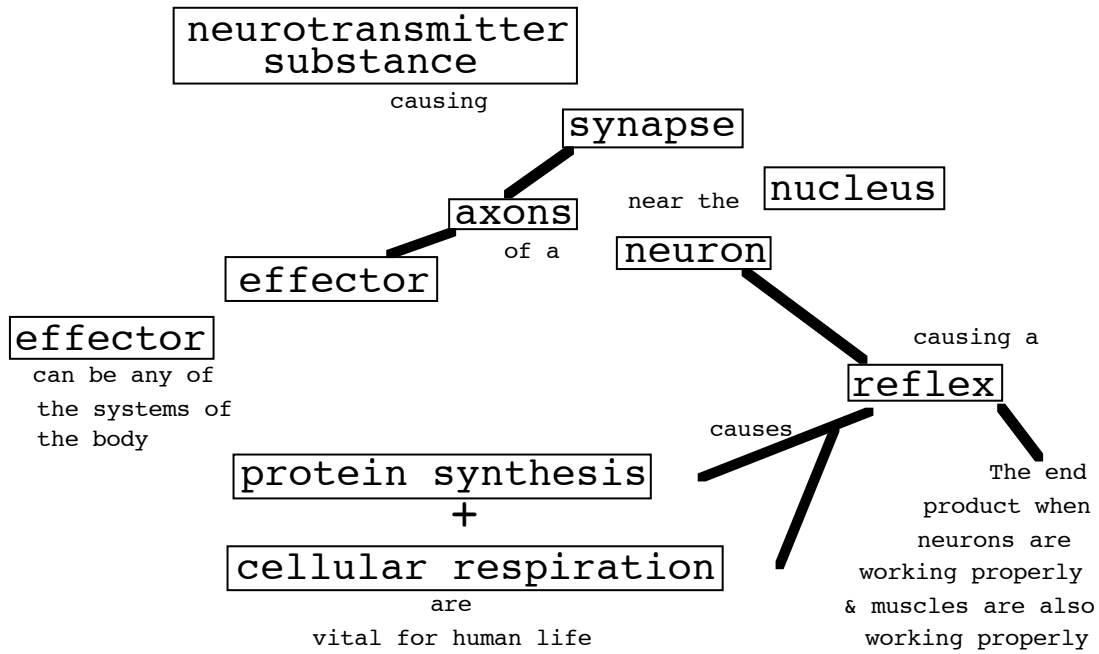 neurotransmitter
substance
causing
synapse
near the
nucleus
axons
of a
neuron
effector
effector
can be any of
the systems of
the body
causing a
reflex
causes
protein synthesis
+
cellular respiration
are
vital for human life
The end
product when
neurons are
working properly
& muscles are also
working properly